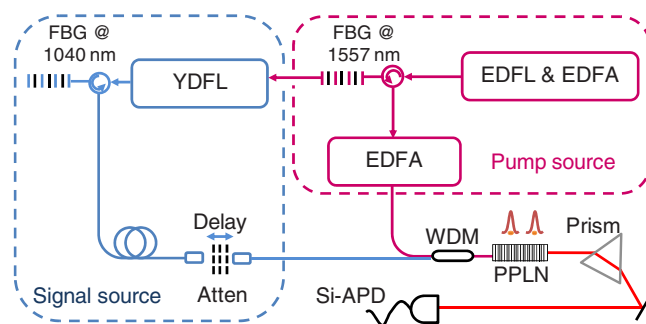 FBG @
1040 nm
YDFL
FBG @
1557 nm
EDFL & EDFA
EDFA
Pump source
Delay
Atten
Signal source
WDM
PPLN
Prism
Si-APD